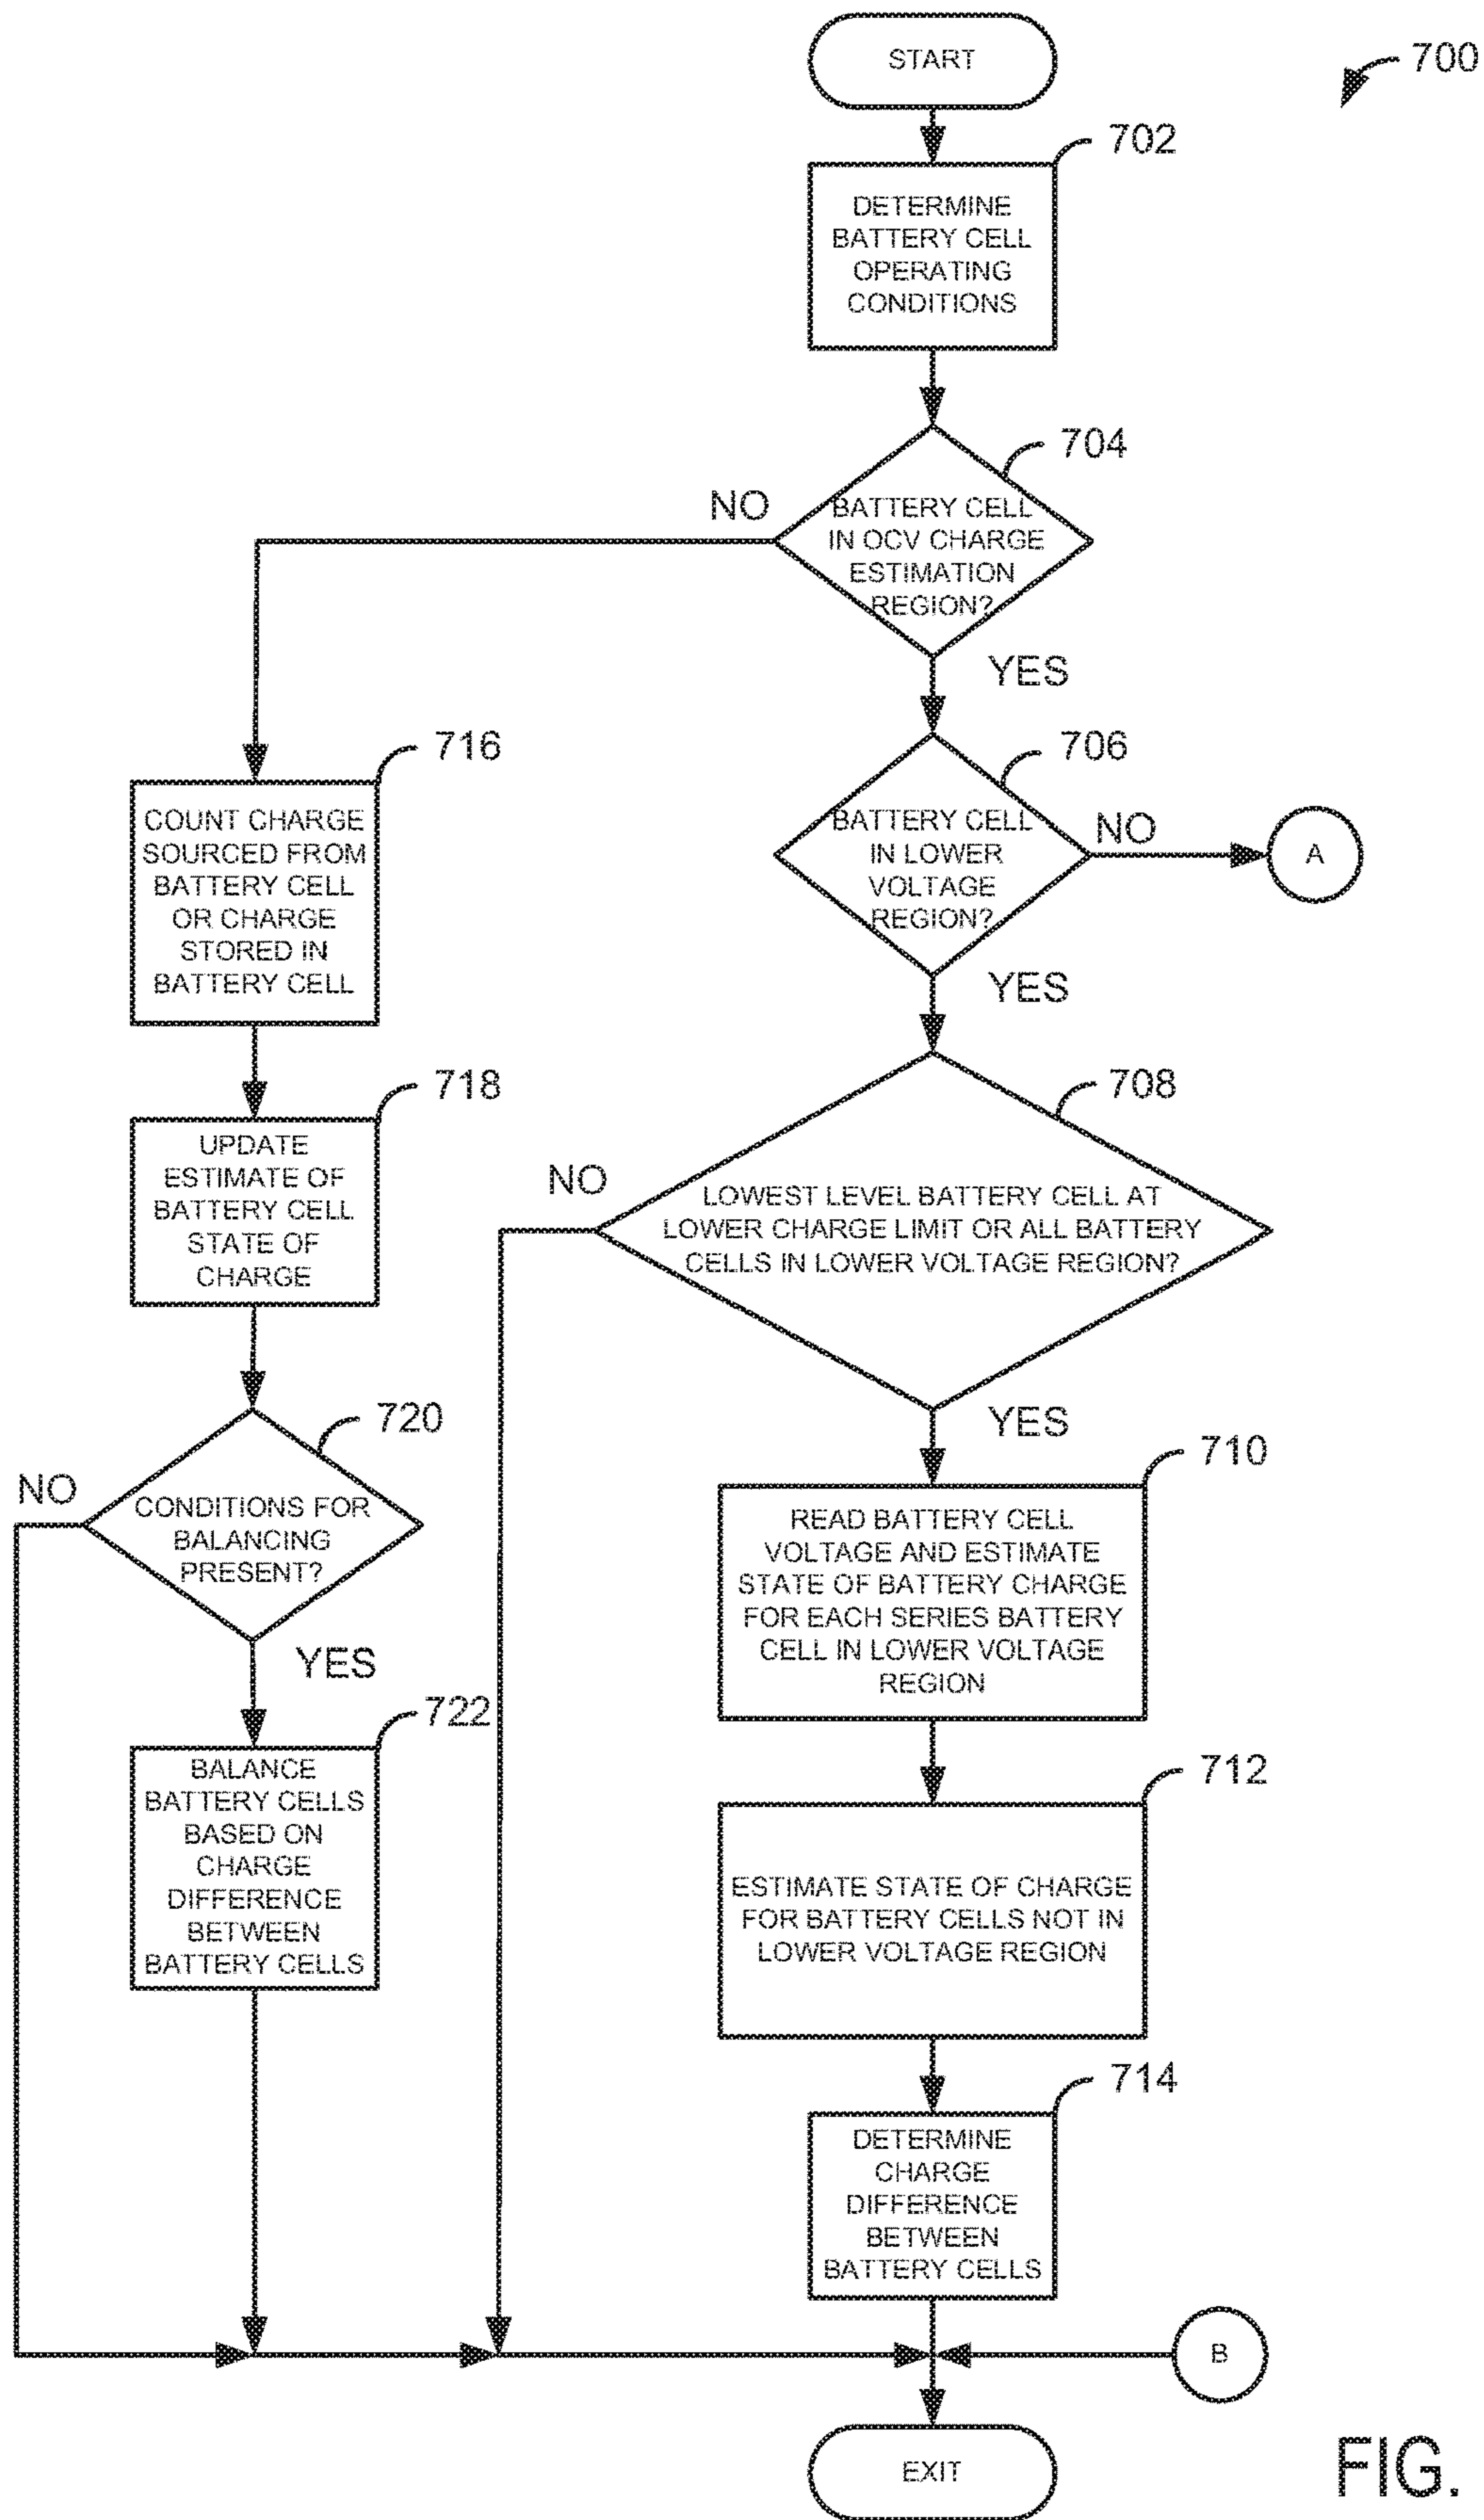 START
700
702
DETERMINE
BATTERY CELL
OPERATING
CONDITIONS
704
NO
BATTERY CELL
IN OCV CHARGE
ESTIMATION
REGION?
YES
716
706
COUNT CHARGE
SOURCED FROM
BATTERY CELL
OR CHARGE
STORED IN
BATTERY CELL
BATTERY CELL
IN LOWER
VOLTAGE
REGION?
NO
A
YES
718
708
UPDATE
ESTIMATE OF
BATTERY CELL
STATE OF
CHARGE
NO
LOWEST LEVEL BATTERY CELL AT
LOWER CHARGE LIMIT OR ALL BATTERY
CELLS IN LOWER VOLTAGE REGION?
720
YES
710
NO
CONDITIONS FOR
BALANCING
PRESENT?
READ BATTERY CELL
VOLTAGE AND ESTIMATE
STATE OF BATTERY CHARGE
FOR EACH SERIES BATTERY
CELL IN LOWER VOLTAGE
REGION
YES
722
712
BALANCE
BATTERY CELLS
BASED ON
CHARGE
DIFFERENCE
BETWEEN
BATTERY CELLS
ESTIMATE STATE OF CHARGE
FOR BATTERY CELLS NOT IN
LOWER VOLTAGE REGION
714
DETERMINE
CHARGE
DIFFERENCE
BETWEEN
BATTERY CELLS
B
EXIT
FIG.